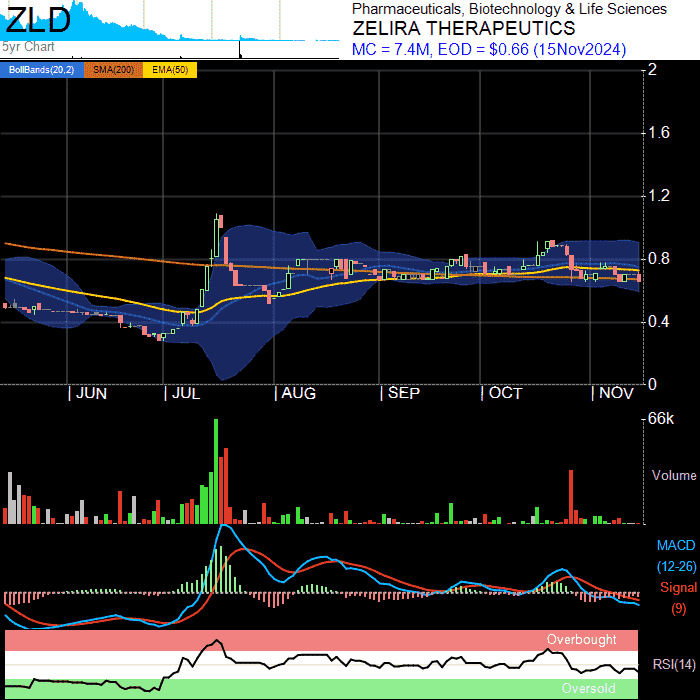 ZLD
5yr Chart
Pharmaceuticals, Biotechnology & Life Sciences
ZELIRA THERAPEUTICS
MC = 7.4M, EOD = $0.66 (15Nov2024)
BollBands(20,2) SMA(200) EMA(50)
2
1.6
1.2
0.8
0.4
0
JUN JUL AUG SEP OCT NOV
66k
Volume
MACD
(12-26)
Signal
(9)
Overbought
RSI(14)
Oversold